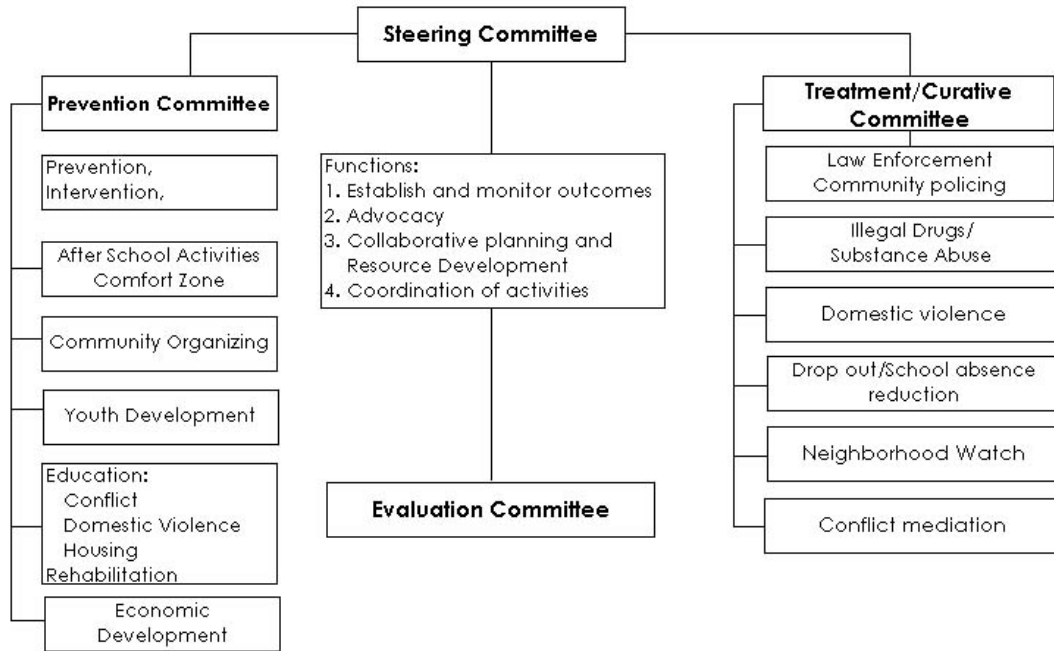 Steering Committee
Prevention Committee
Prevention,
Intervention,
After School Activities
Comfort Zone
Community Organizing
Youth Development
Education:
Conflict
Domestic Violence
Housing
Rehabilitation
Economic
Development
Functions:
1. Establish and monitor outcomes
2. Advocacy
3. Collaborative planning and
Resource Development
4. Coordination of activities
Evaluation Committee
Treatment/Curative
Committee
Law Enforcement
Community policing
Illegal Drugs/
Substance Abuse
Domestic violence
Drop out/School absence
reduction
Neighborhood Watch
Conflict mediation